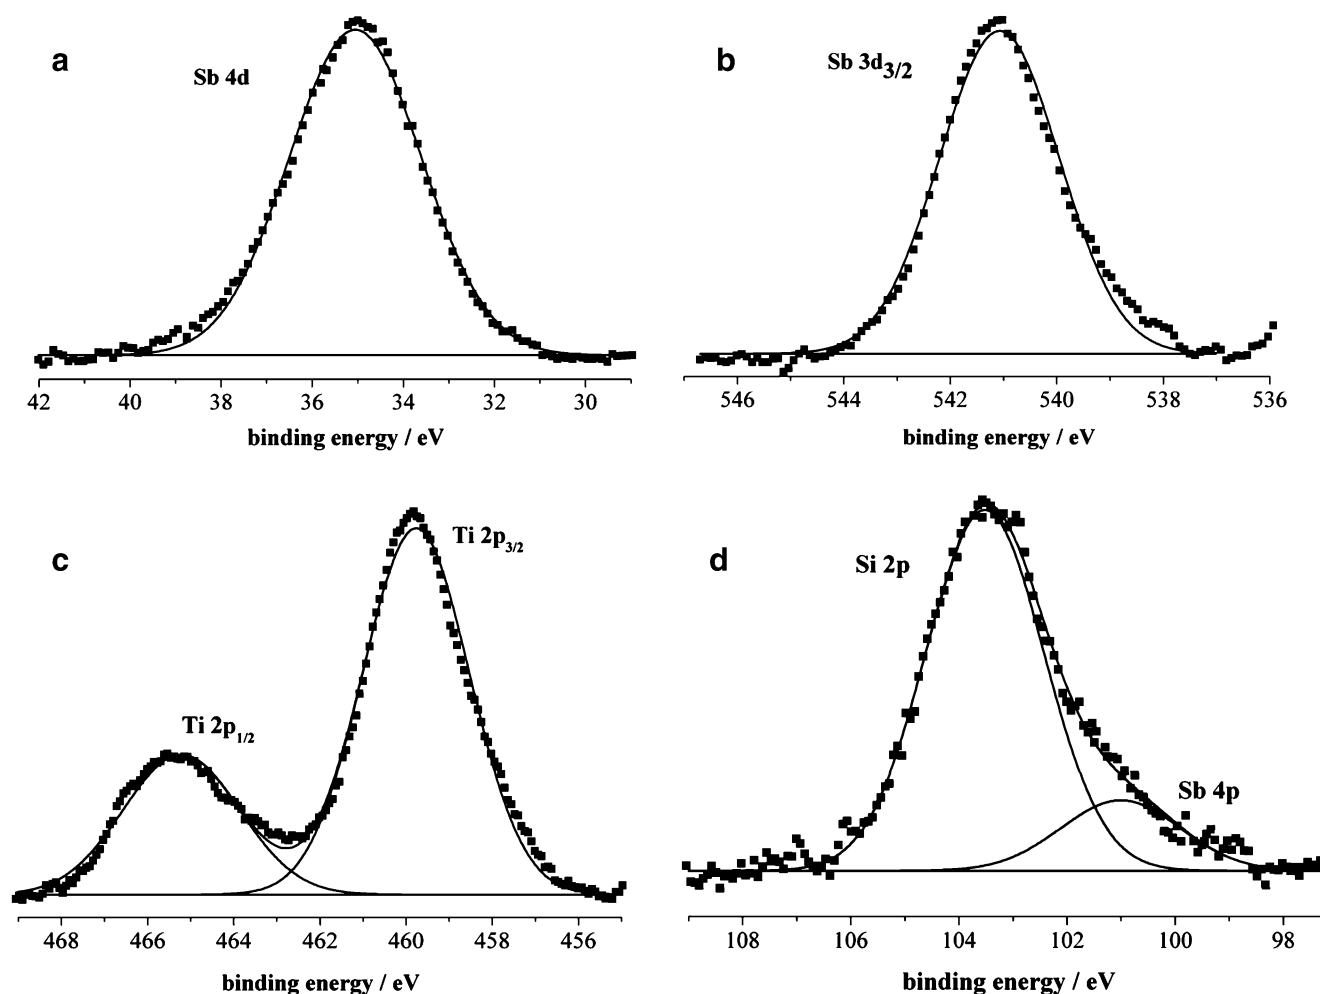 a
Sb 4d
42 40 38 36 34 32 30
binding energy / eV
b
Sb 3d3/2
546 544 542 540 538 536
binding energy / eV
c
Ti 2p3/2
Ti 2p1/2
468 466 464 462 460 458 456
binding energy / eV
d
Si 2p
Sb 4p
108 106 104 102 100 98
binding energy / eV